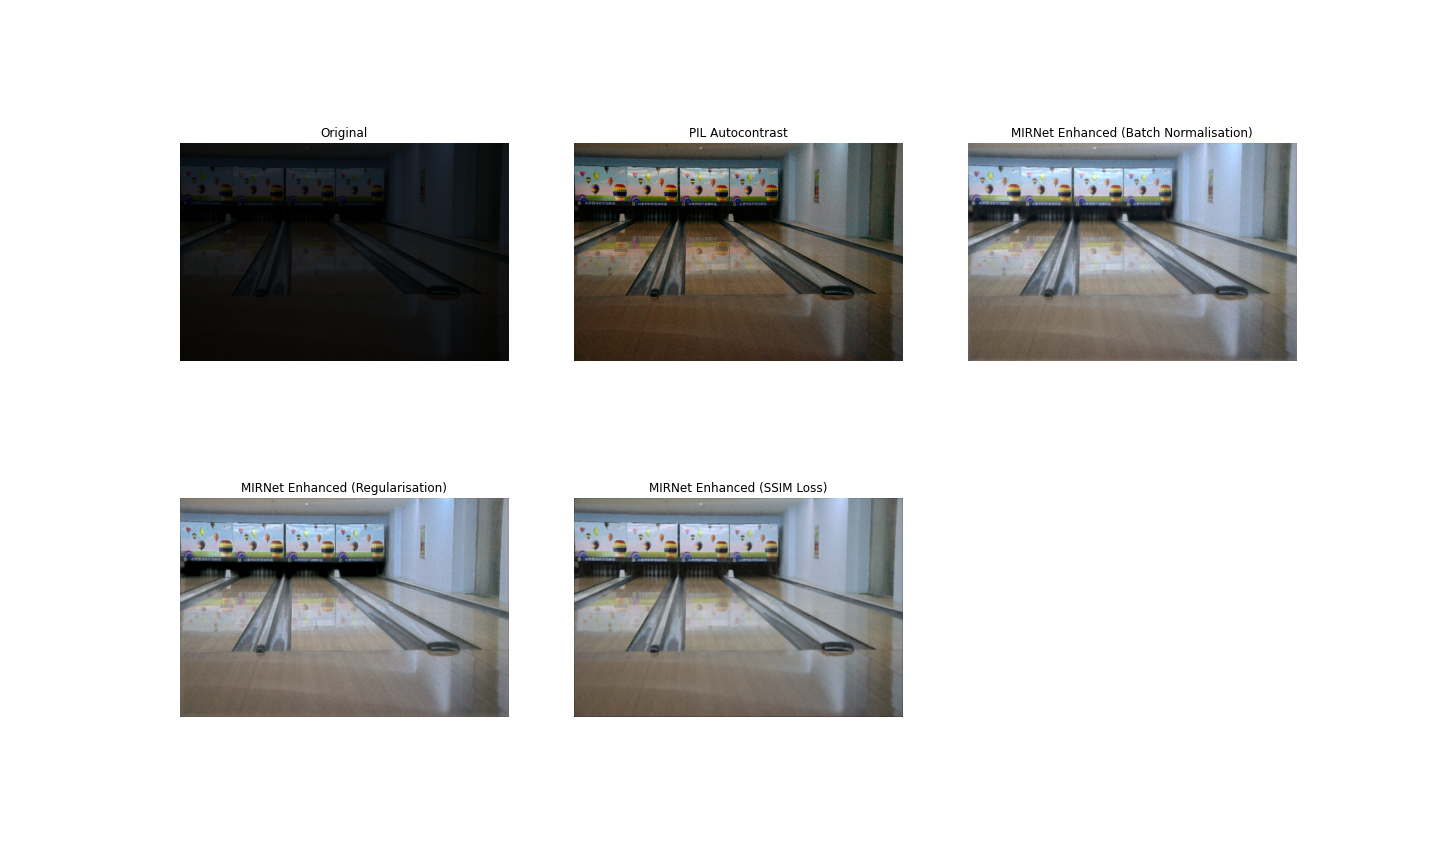 Original
PIL Autocontrast
MIRNet Enhanced (Batch Normalisation)
MIRNet Enhanced (Regularisation)
MIRNet Enhanced (SSIM Loss)